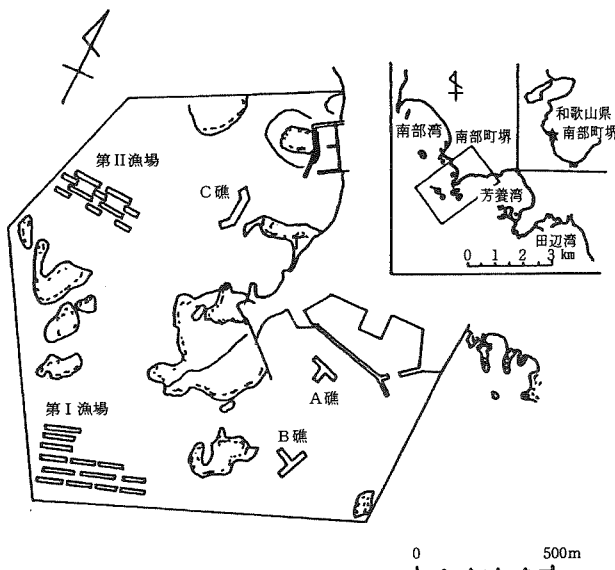 第II漁場
C礁
A礁
B礁
第I漁場
0 500m
南部湾
南部町堺
芳養湾
田辺湾
0 1 2 3 km
和歌山県
南部町堺